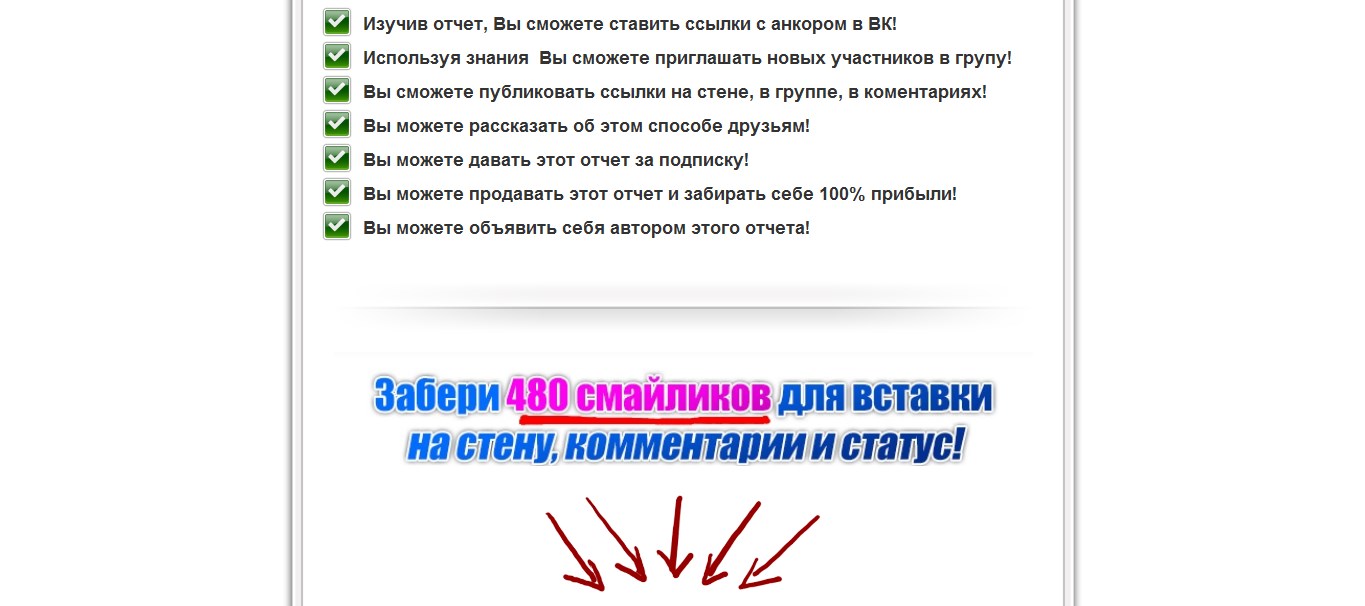 Изучив отчет, Вы сможете ставить ссылки с анкором в ВК!
Используя знания  Вы сможете приглашать новых участников в групу!
Вы сможете публиковать ссылки на стене, в группе, в коментариях!
Вы можете рассказать об этом способе друзьям!
Вы можете давать этот отчет за подписку!
Вы можете продавать этот отчет и забирать себе 100% прибыли!
Вы можете объявить себя автором этого отчета!
Забери 480 смайликов для вставки
на стену, комментарии и статус!